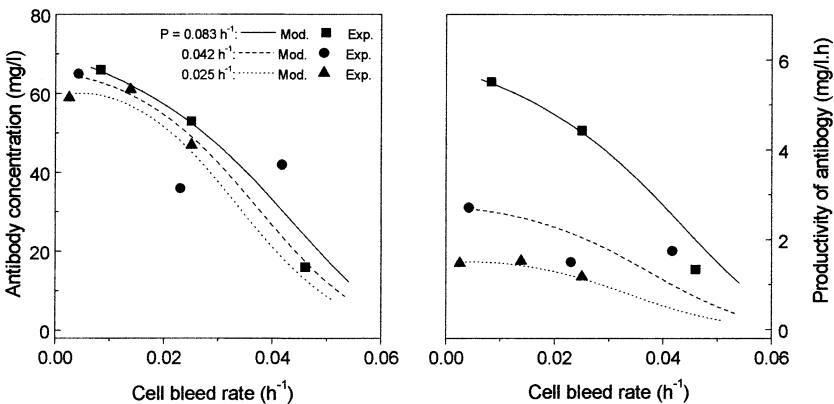 80
60
40
20
0
Antibody concentration (mg/l)
P = 0.083 h⁻¹: Mod. Exp.
0.042 h⁻¹: Mod. Exp.
0.025 h⁻¹: Mod. Exp.
0.00 0.02 0.04 0.06
Cell bleed rate (h⁻¹)
6
4
2
0
Productivity of antibogy (mg/l.h)
0.00 0.02 0.04 0.06
Cell bleed rate (h⁻¹)